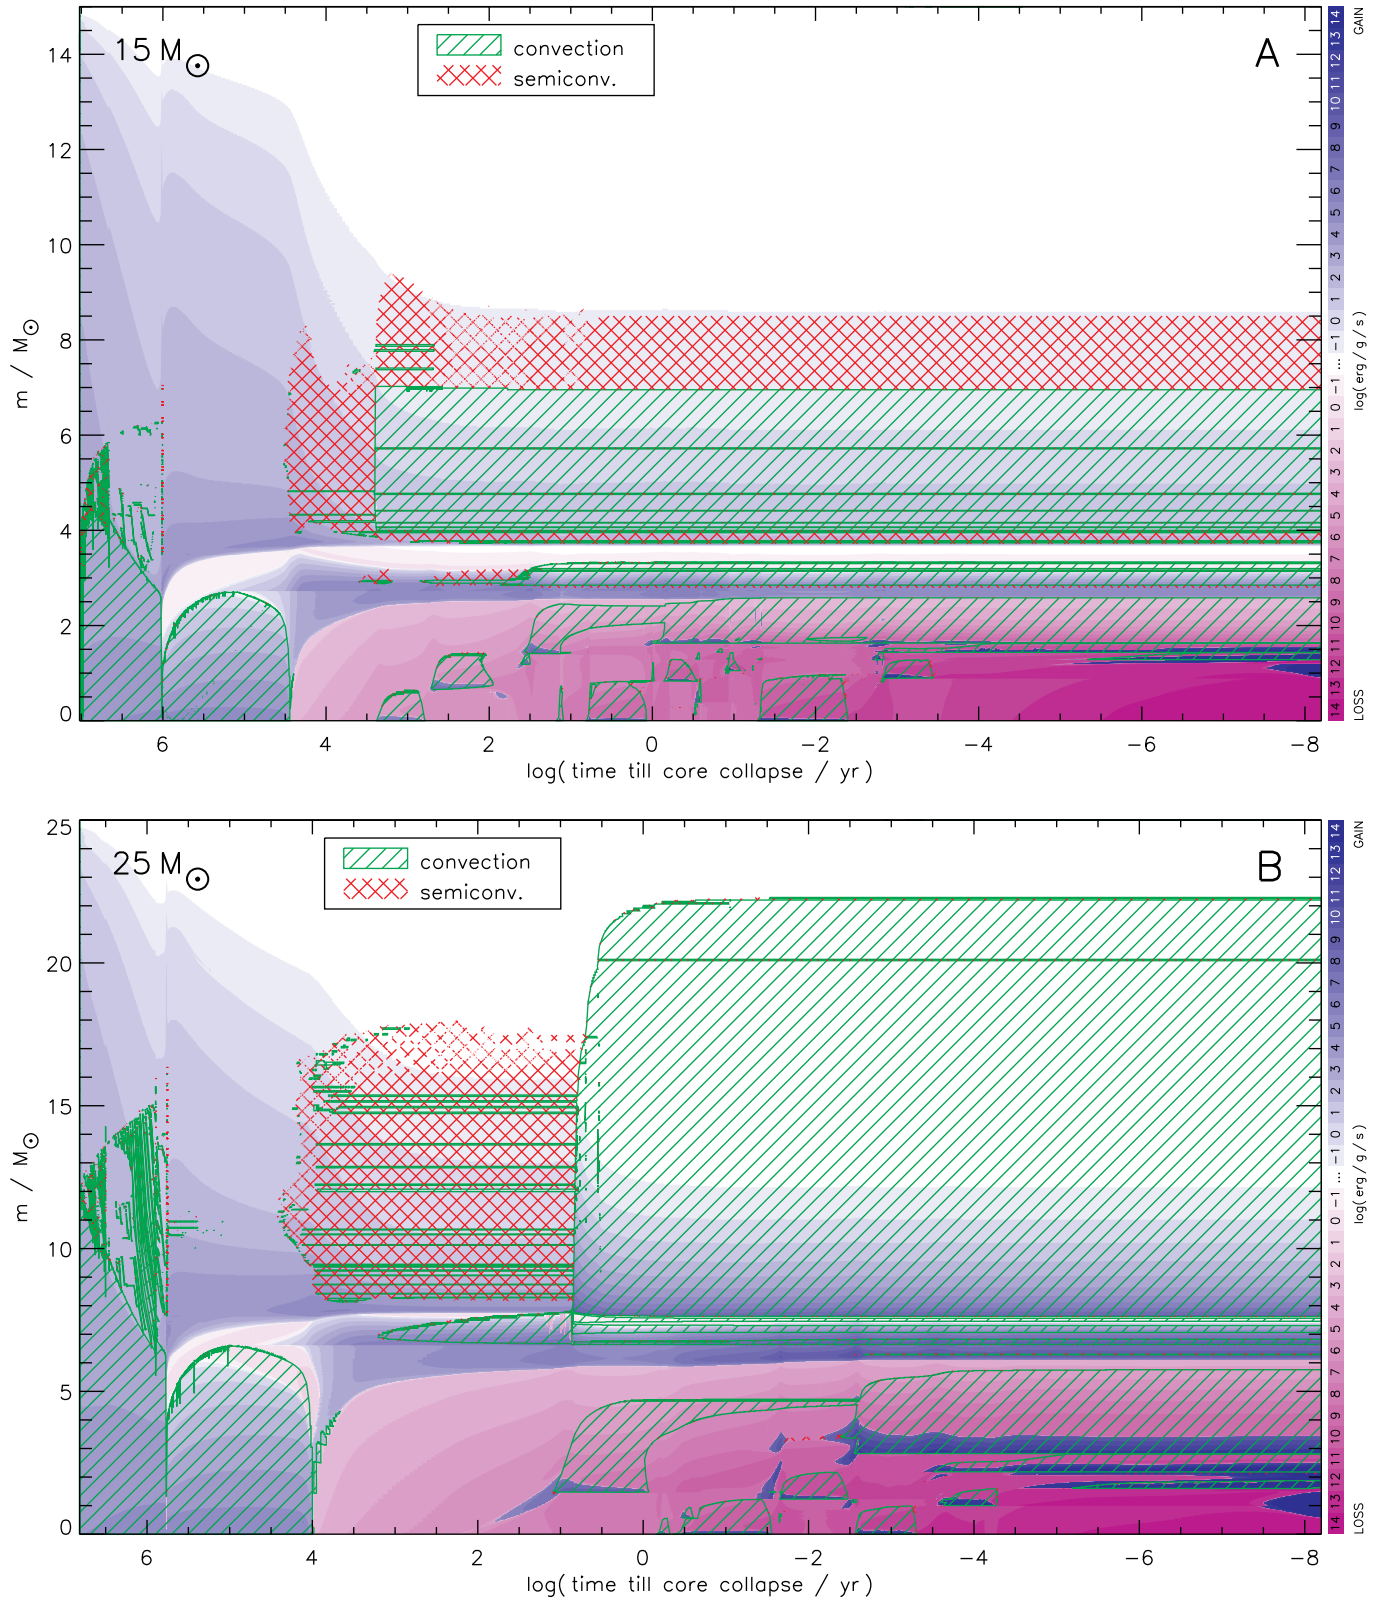 15 M⊙
convection
semiconv.
A
14
12
10
8
6
4
2
0
m / M⊙
6 4 2 0 −2 −4 −6 −8
log(time till core collapse / yr)
GAIN
14 13 12 11 10 9 8 7 6 5 4 3 2 1 0 −1 ... −1 0 1 2 3 4 5 6 7 8 9 10 11 12 13 14
log(erg/g/s)
LOSS
25 M⊙
convection
semiconv.
B
25
20
15
10
5
0
m / M⊙
6 4 2 0 −2 −4 −6 −8
log(time till core collapse / yr)
GAIN
14 13 12 11 10 9 8 7 6 5 4 3 2 1 0 −1 ... −1 0 1 2 3 4 5 6 7 8 9 10 11 12 13 14
log(erg/g/s)
LOSS